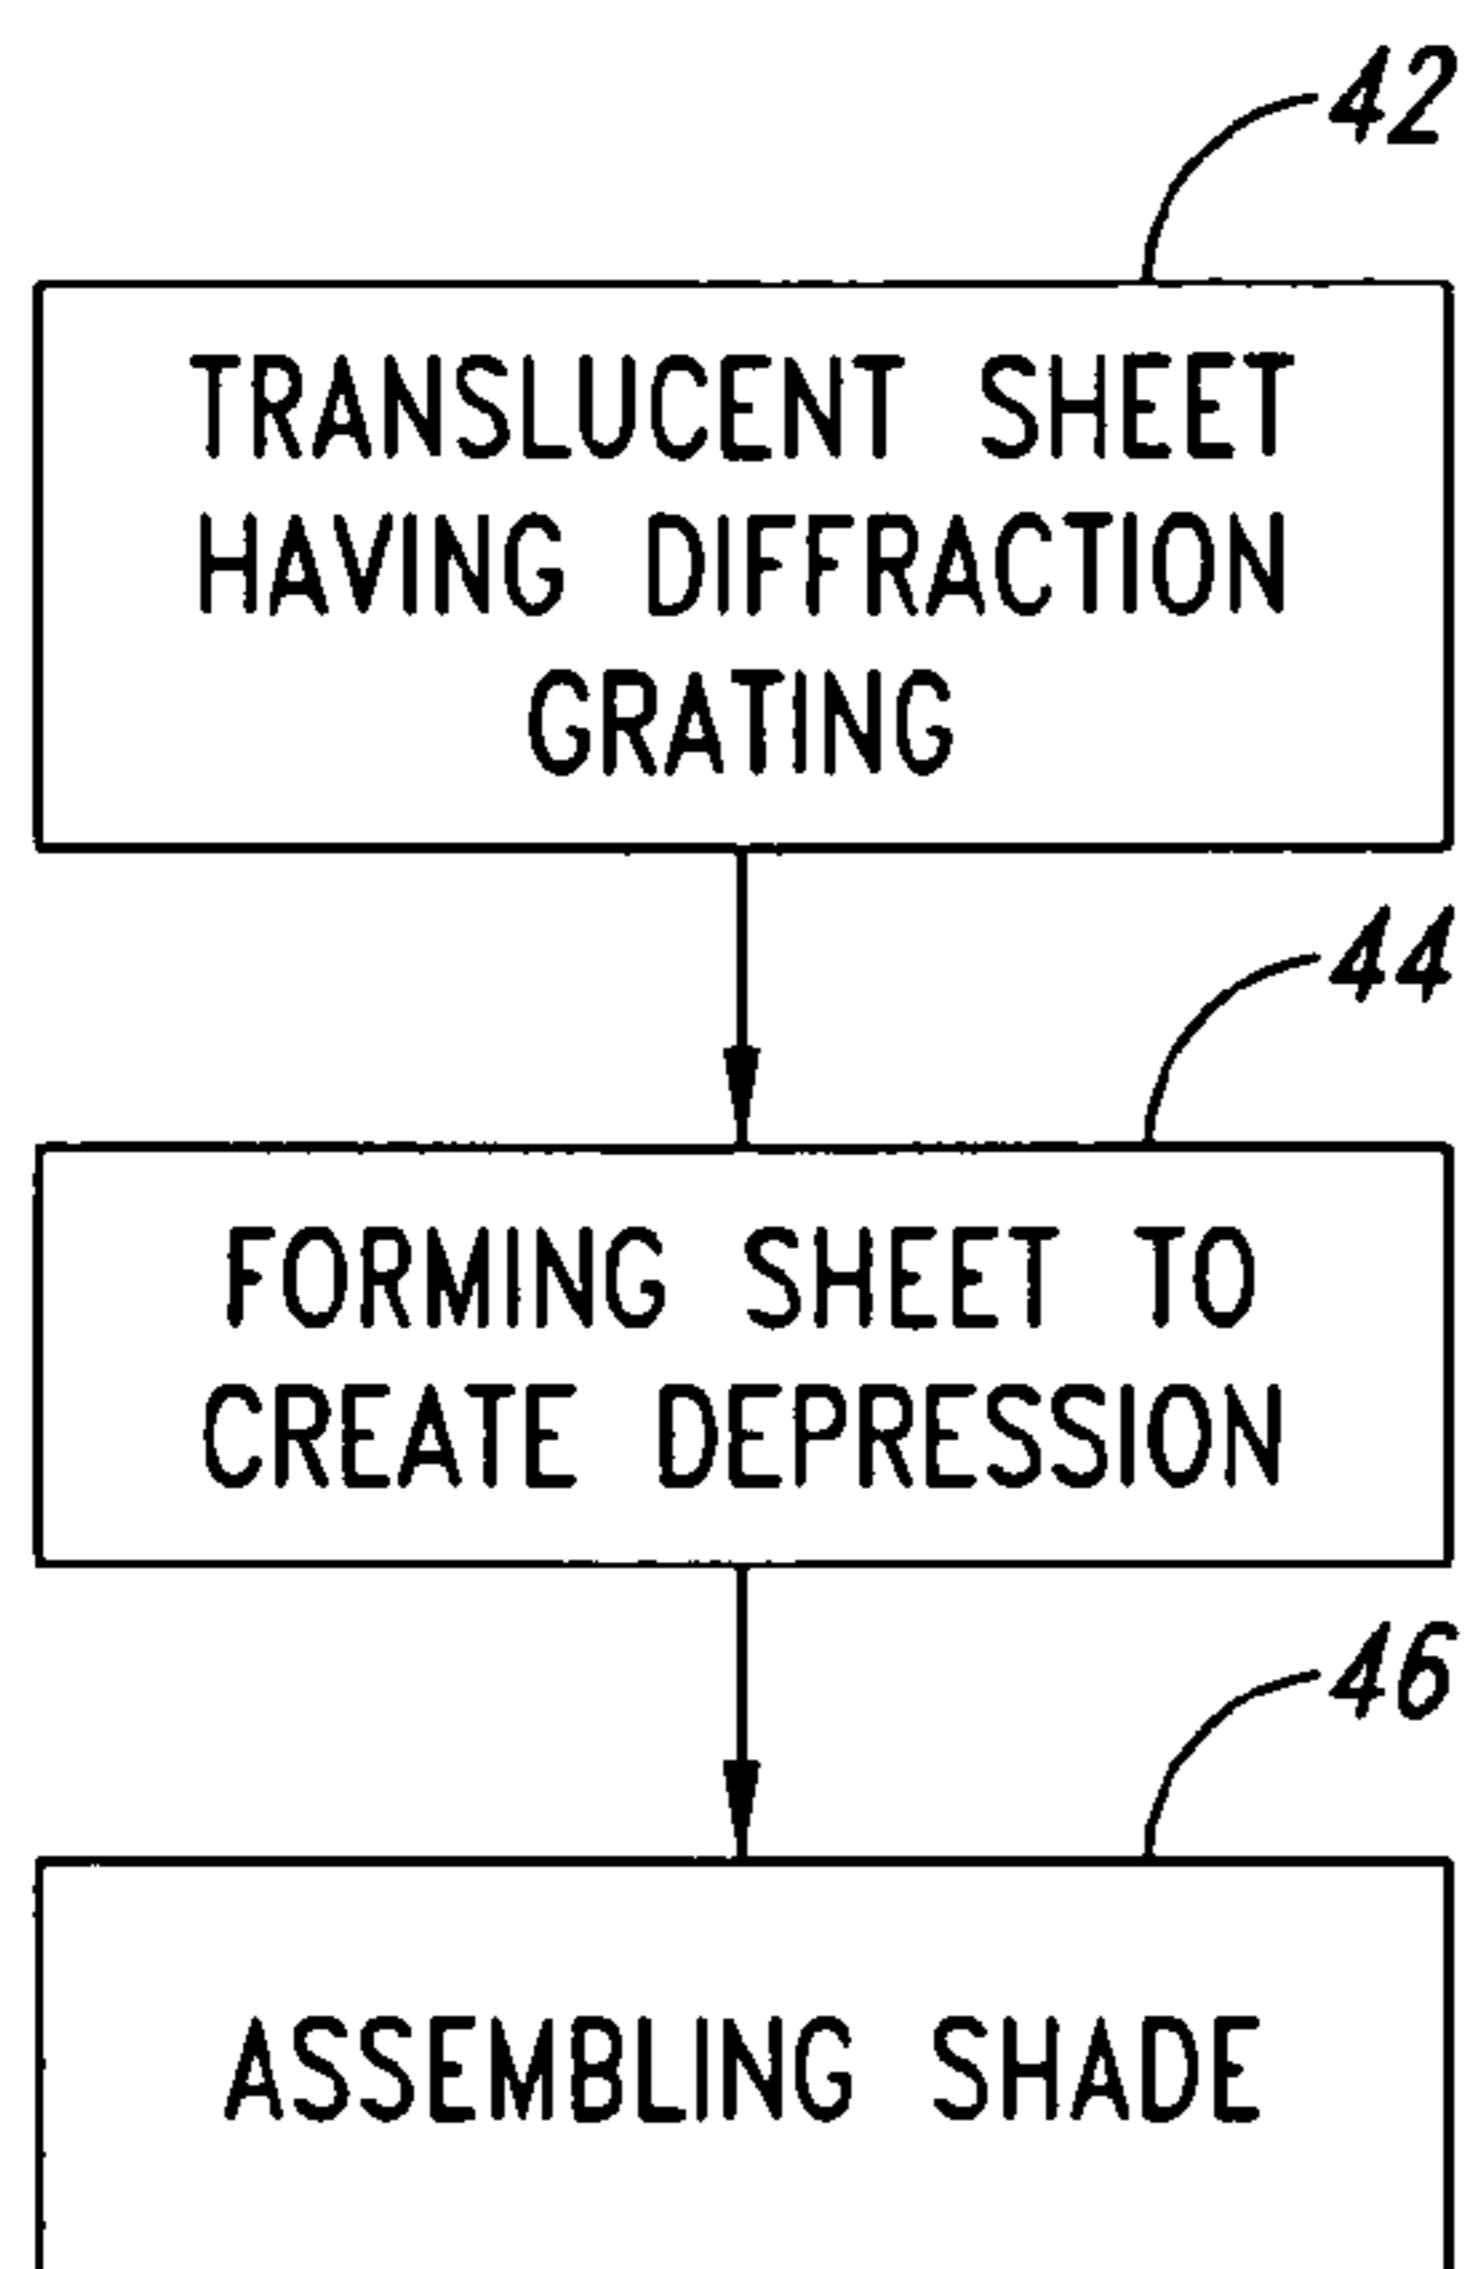 42
TRANSLUCENT SHEET
HAVING DIFFRACTION
GRATING
44
FORMING SHEET TO
CREATE DEPRESSION
46
ASSEMBLING SHADE